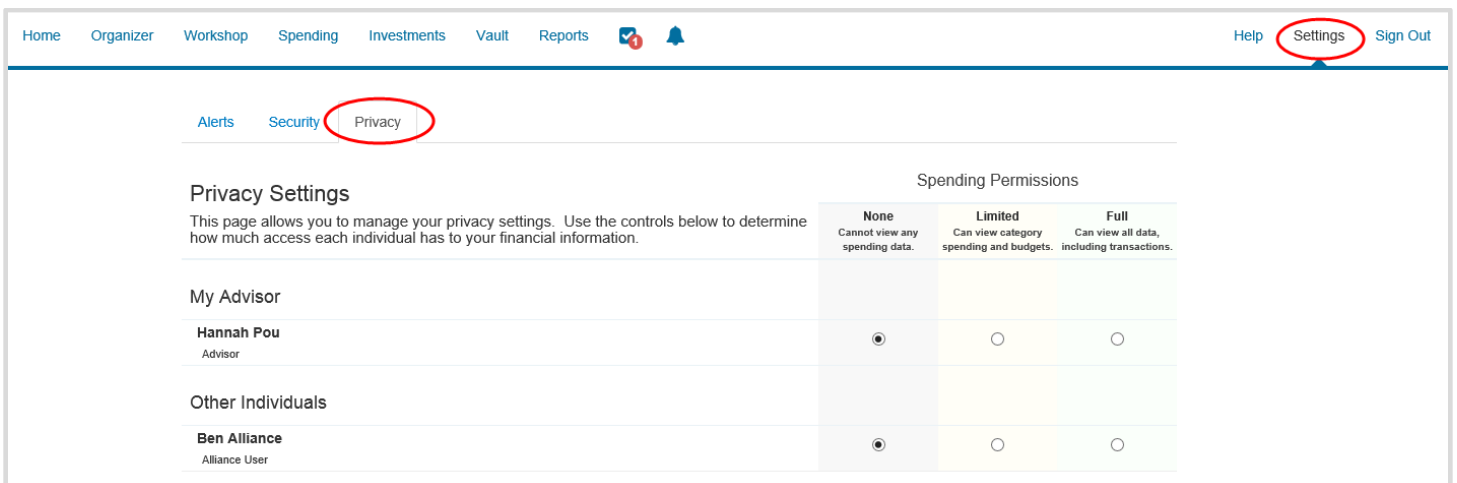 Home Organizer Workshop Spending Investments Vault Reports 1 Help Settings Sign Out
Alerts Security Privacy
Privacy Settings
This page allows you to manage your privacy settings. Use the controls below to determine
how much access each individual has to your financial information.
Spending Permissions
None Limited Full
Cannot view any Can view category Can view all data,
spending data. spending and budgets. including transactions.
My Advisor
Hannah Pou
Advisor
Other Individuals
Ben Alliance
Alliance User